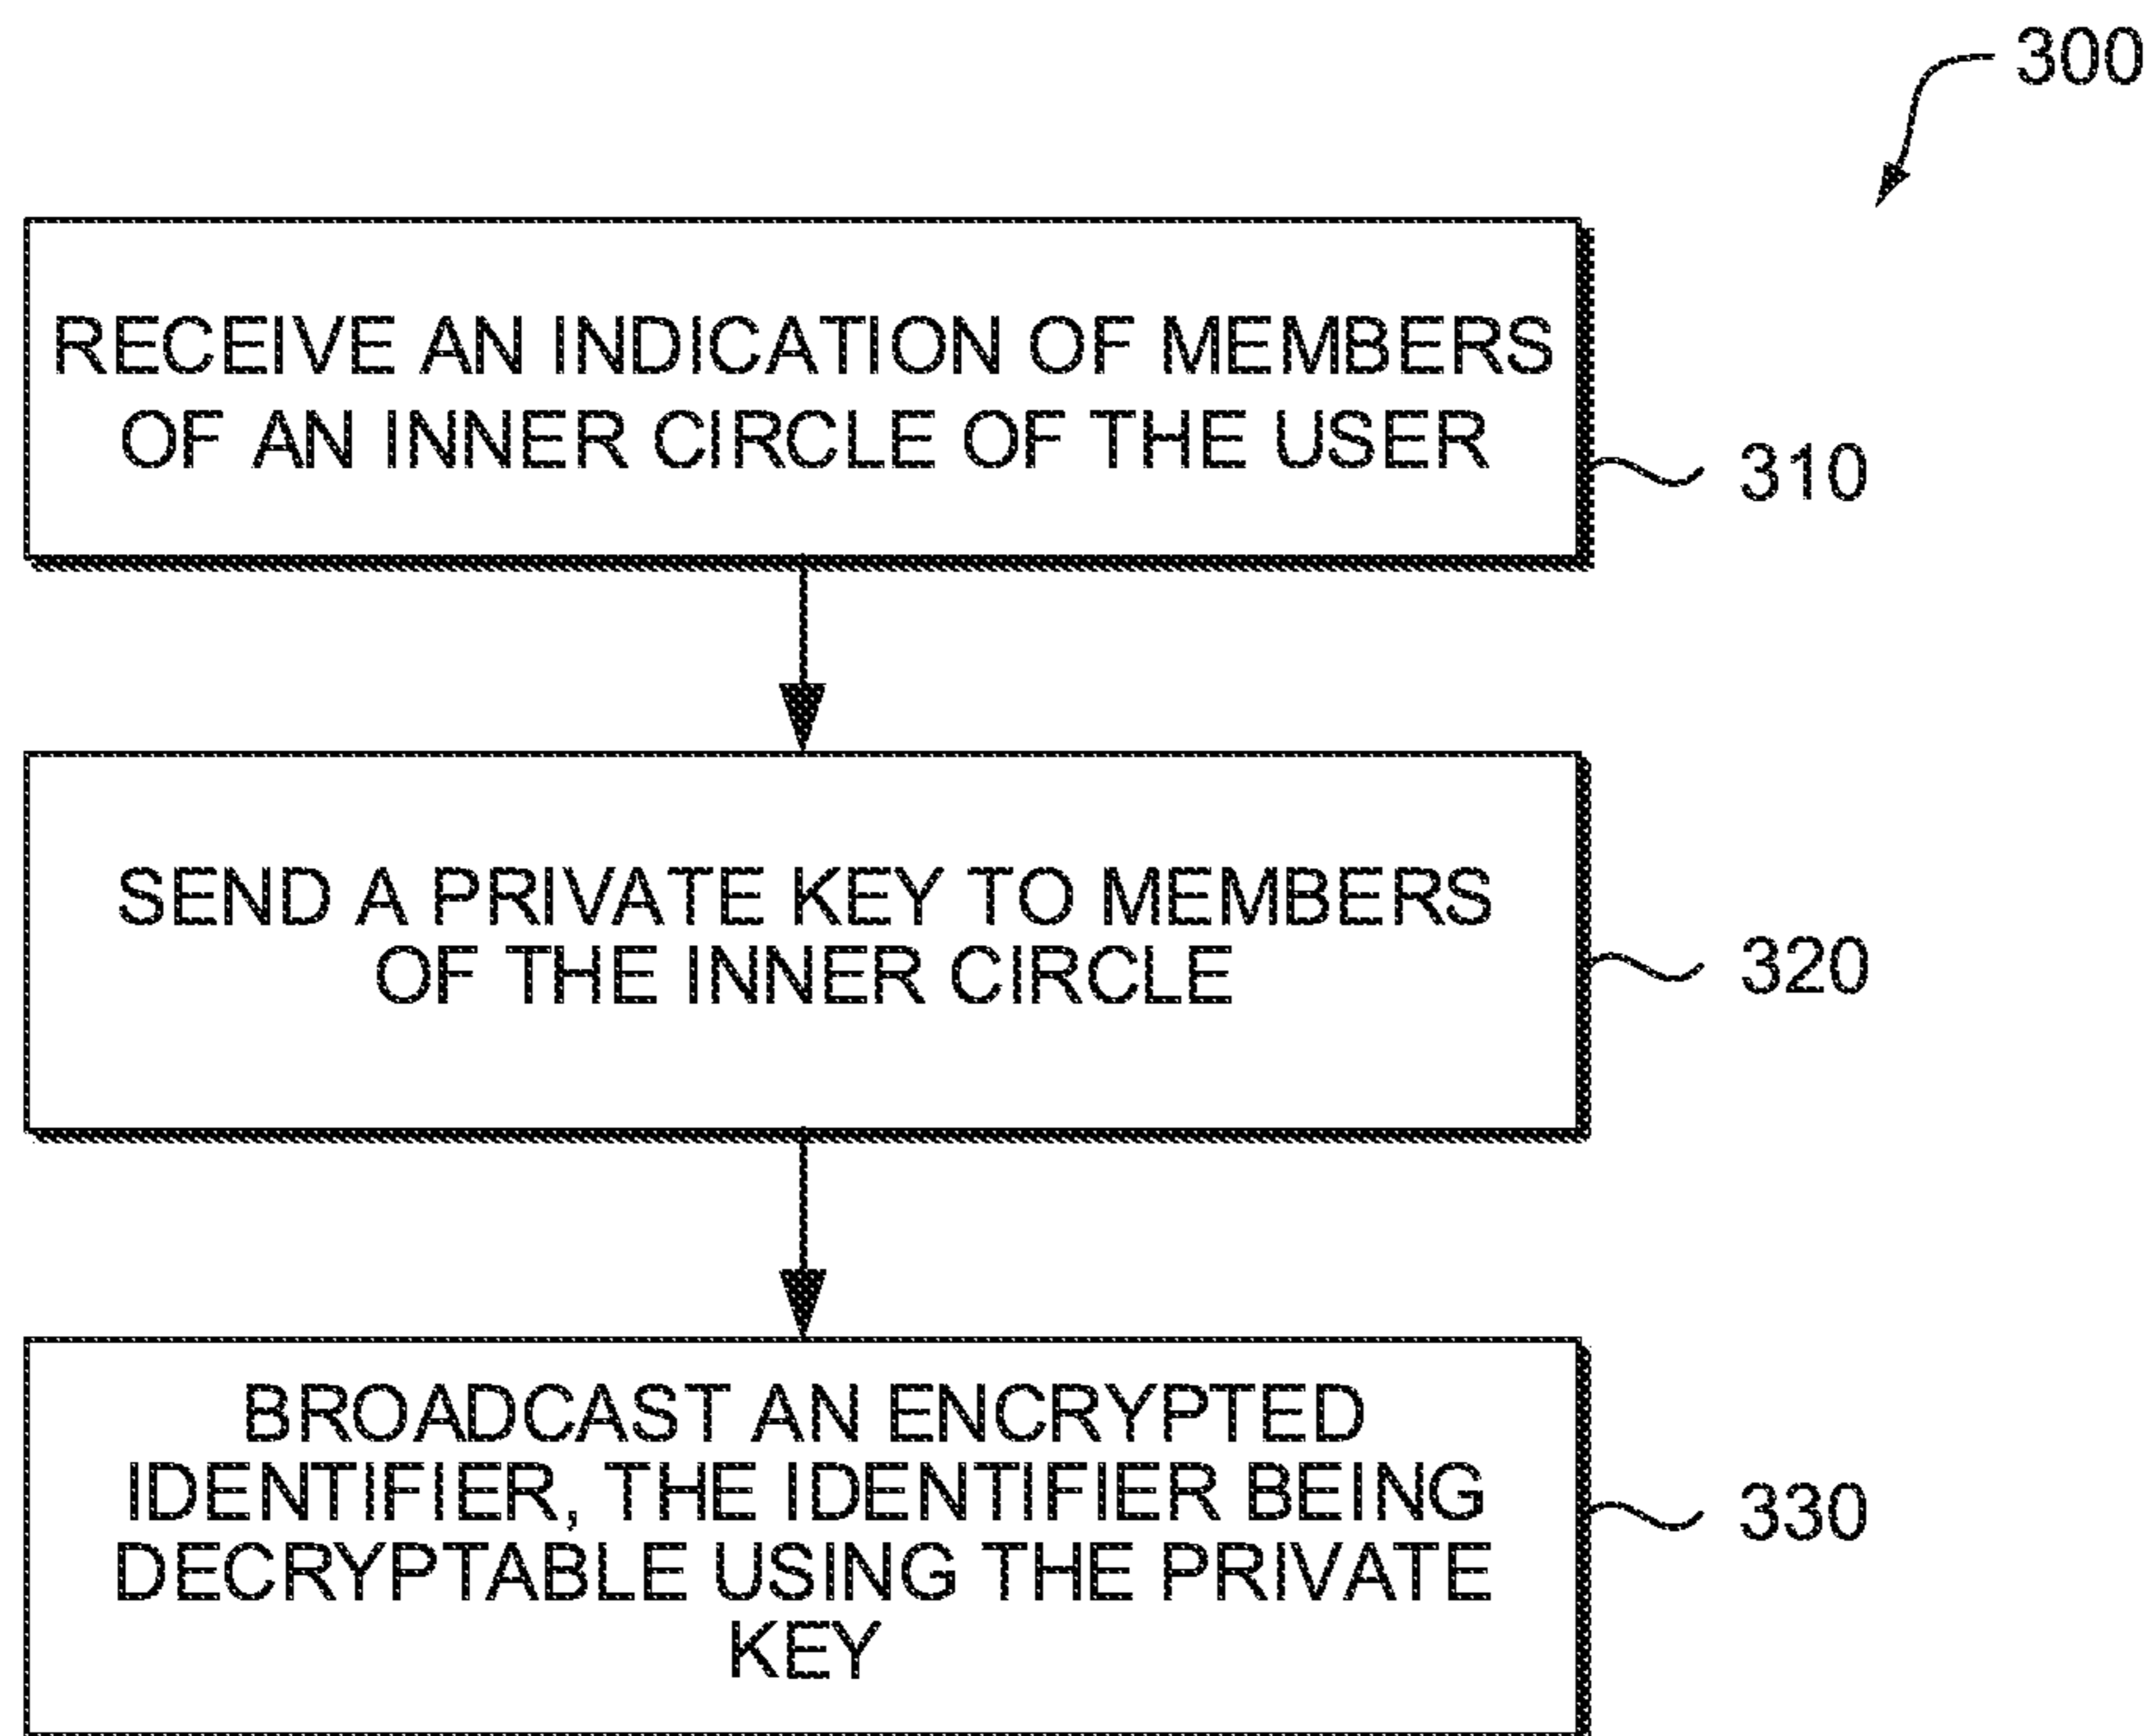 300
RECEIVE AN INDICATION OF MEMBERS
OF AN INNER CIRCLE OF THE USER
310
SEND A PRIVATE KEY TO MEMBERS
OF THE INNER CIRCLE
320
BROADCAST AN ENCRYPTED
IDENTIFIER, THE IDENTIFIER BEING
DECRYPTABLE USING THE PRIVATE
KEY
330